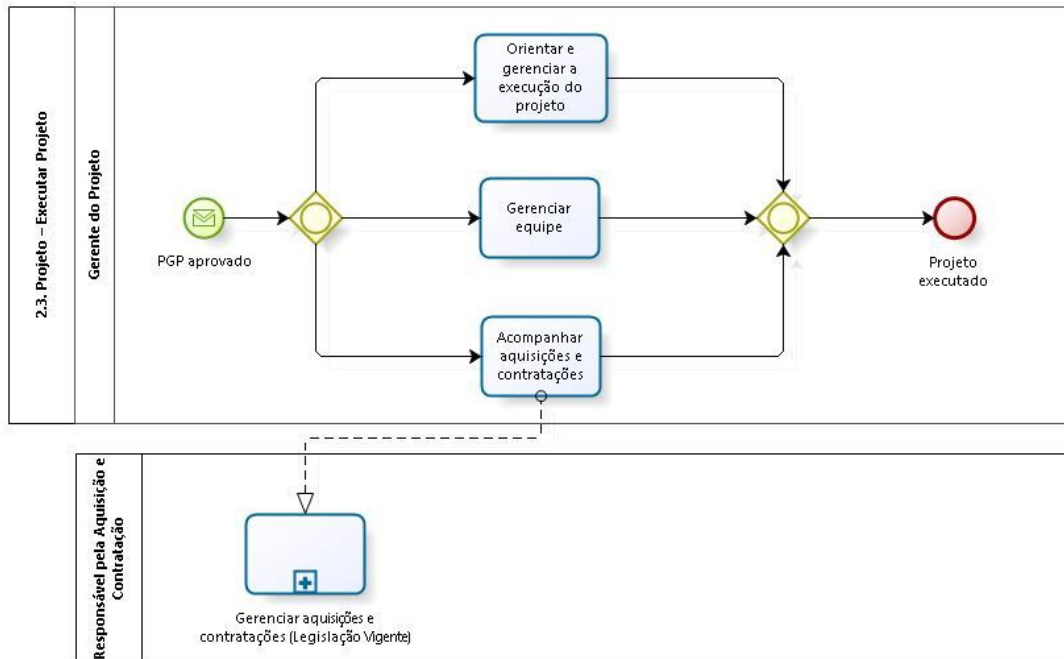 2.3. Projeto – Executar Projeto
Gerente do Projeto
Orientar e
gerenciar a
execução do
projeto
PGP aprovado
Gerenciar
equipe
Projeto
executado
Acompanhar
aquisições e
contratações
Responsável pela Aquisição e
Contratação
Gerenciar aquisições e
contratações (Legislação Vigente)